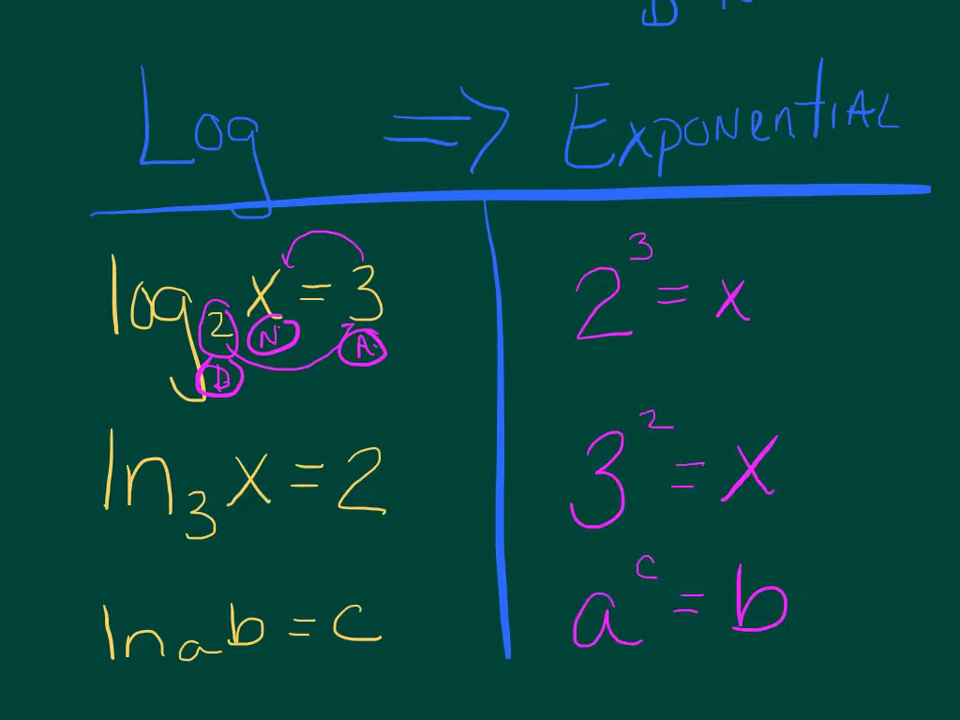 Log ⇒ Exponential
log₂ x = 3 2³ = x
D N A
ln₃ x = 2 3² = x
lnₐ b = c aᶜ = b